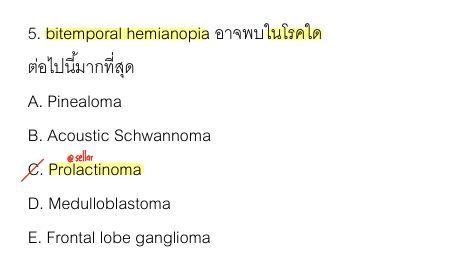 5. bitemporal hemianopia อาจพบในโรคใด
ต่อไปนี้มากที่สุด
A. Pinealoma
B. Acoustic Schwannoma
@ sellar
C. Prolactinoma
D. Medulloblastoma
E. Frontal lobe ganglioma